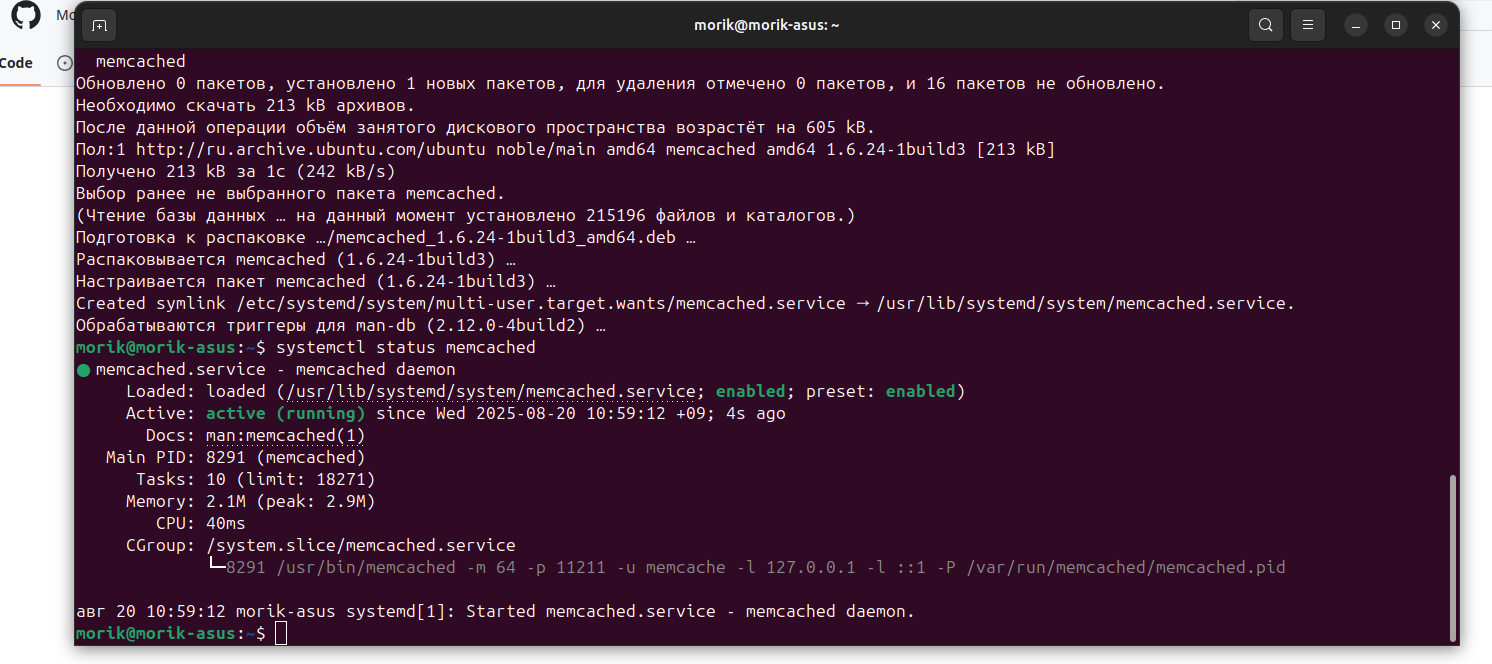 Mo
morik@morik-asus: ~
Code
memcached
Обновлено 0 пакетов, установлено 1 новых пакетов, для удаления отмечено 0 пакетов, и 16 пакетов не обновлено.
Необходимо скачать 213 kB архивов.
После данной операции объём занятого дискового пространства возрастёт на 605 kB.
Пол:1 http://ru.archive.ubuntu.com/ubuntu noble/main amd64 memcached amd64 1.6.24-1build3 [213 kB]
Получено 213 kB за 1с (242 kB/s)
Выбор ранее не выбранного пакета memcached.
(Чтение базы данных … на данный момент установлено 215196 файлов и каталогов.)
Подготовка к распаковке …/memcached_1.6.24-1build3_amd64.deb …
Распаковывается memcached (1.6.24-1build3) …
Настраивается пакет memcached (1.6.24-1build3) …
Created symlink /etc/systemd/system/multi-user.target.wants/memcached.service → /usr/lib/systemd/system/memcached.service.
Обрабатываются триггеры для man-db (2.12.0-4build2) …
morik@morik-asus:~$ systemctl status memcached
● memcached.service - memcached daemon
Loaded: loaded (/usr/lib/systemd/system/memcached.service; enabled; preset: enabled)
Active: active (running) since Wed 2025-08-20 10:59:12 +09; 4s ago
Docs: man:memcached(1)
Main PID: 8291 (memcached)
Tasks: 10 (limit: 18271)
Memory: 2.1M (peak: 2.9M)
CPU: 40ms
CGroup: /system.slice/memcached.service
└─8291 /usr/bin/memcached -m 64 -p 11211 -u memcache -l 127.0.0.1 -l ::1 -P /var/run/memcached/memcached.pid
авг 20 10:59:12 morik-asus systemd[1]: Started memcached.service - memcached daemon.
morik@morik-asus:~$